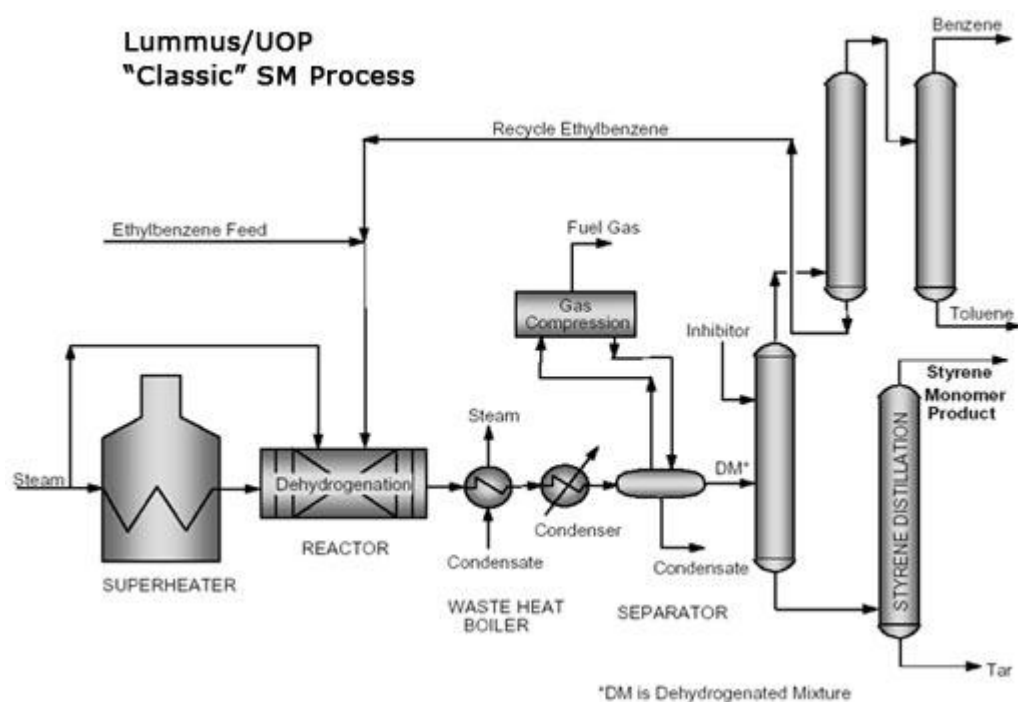 Lummus/UOP
“Classic” SM Process
Benzene
Recycle Ethylbenzene
Ethylbenzene Feed
Fuel Gas
Gas
Compression
Inhibitor
Toluene
Styrene
Monomer
Product
Steam
DM*
STYRENE DISTILLATION
Steam
Dehydrogenation
Condenser
REACTOR
Condensate
Condensate
SUPERHEATER
WASTE HEAT
BOILER
SEPARATOR
Tar
*DM is Dehydrogenated Mixture